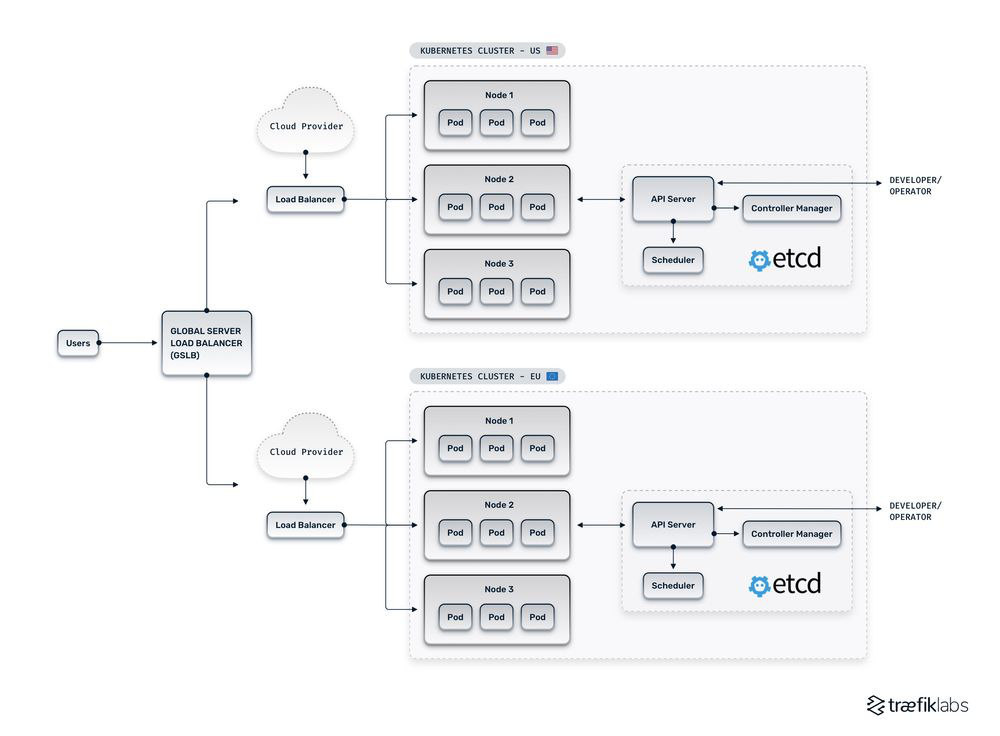 KUBERNETES CLUSTER – US
Cloud Provider
Load Balancer
Node 1
Pod Pod Pod
Node 2
Pod Pod Pod
Node 3
Pod Pod Pod
API Server
Controller Manager
Scheduler
etcd
DEVELOPER/
OPERATOR
Users
GLOBAL SERVER
LOAD BALANCER
(GSLB)
KUBERNETES CLUSTER – EU
Cloud Provider
Load Balancer
Node 1
Pod Pod Pod
Node 2
Pod Pod Pod
Node 3
Pod Pod Pod
API Server
Controller Manager
Scheduler
etcd
DEVELOPER/
OPERATOR
træfiklabs